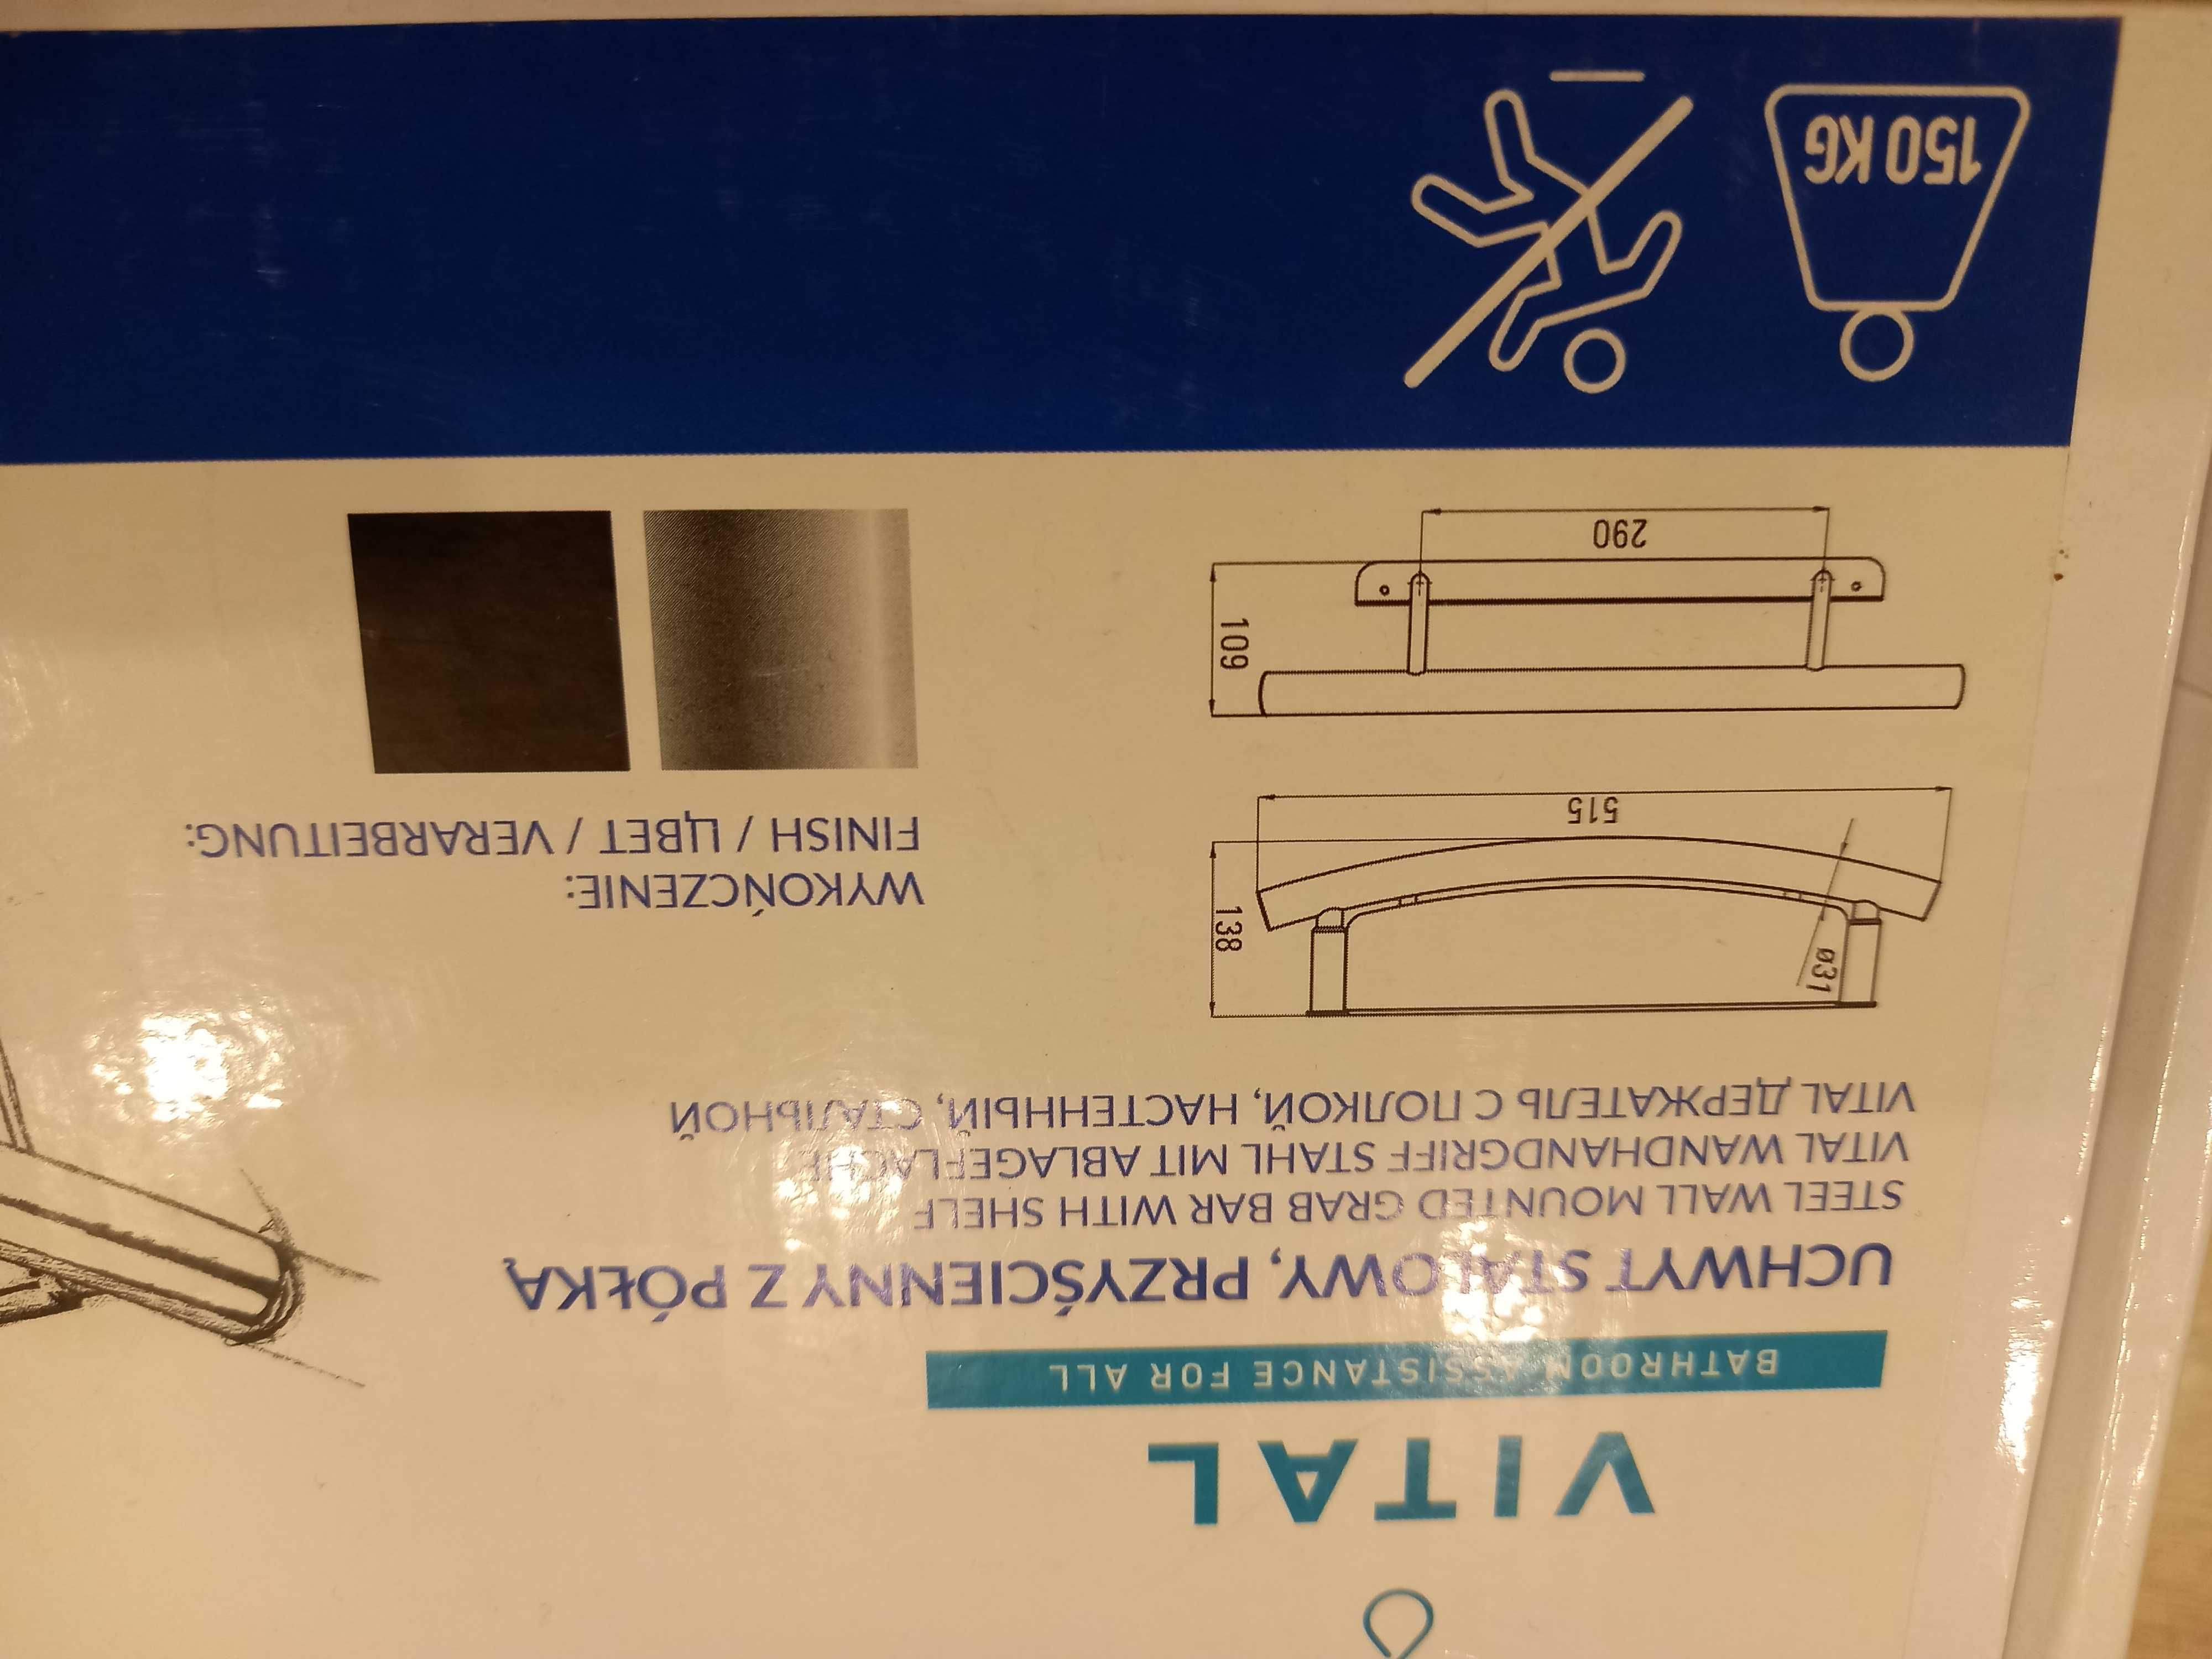 VITAL
BATHROOM ASSISTANCE FOR ALL
UCHWYT STALOWY, PRZYŚCIENNY Z PÓŁKĄ
STEEL WALL MOUNTED GRAB BAR WITH SHELF
VITAL WANDHANDGRIFF STAHL MIT ABLAGEFLÄCHE
VITAL ДЕРЖАТЕЛЬ С ПОЛКОЙ, НАСТЕННЫЙ, СТАЛЬНОЙ
ø31
138
515
109
290
WYKOŃCZENIE:
FINISH / ЦВЕТ / VERARBEITUNG:
150 KG